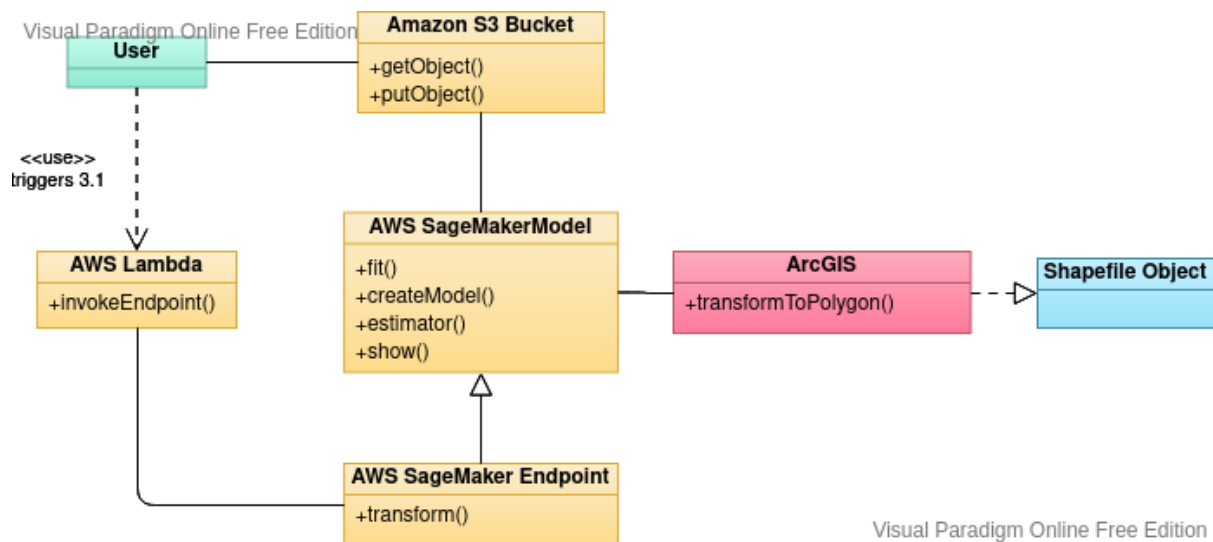 Visual Paradigm Online Free Edition
User
Amazon S3 Bucket
+getObject()
+putObject()
<<use>>
triggers 3.1
AWS Lambda
+invokeEndpoint()
AWS SageMakerModel
+fit()
+createModel()
+estimator()
+show()
ArcGIS
+transformToPolygon()
Shapefile Object
AWS SageMaker Endpoint
+transform()
Visual Paradigm Online Free Edition